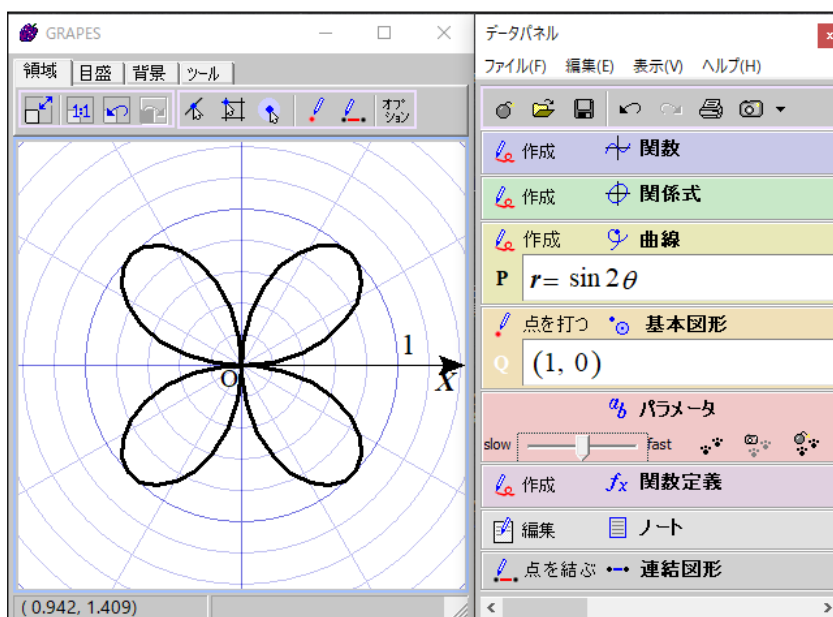 GRAPES
領域 目盛 背景 ツール
1:1 オプション
1
O
X
( 0.942, 1.409)
データパネル
ファイル(F) 編集(E) 表示(V) ヘルプ(H)
作成 関数
作成 関係式
作成 曲線
P r= sin 2θ
点を打つ 基本図形
Q (1, 0)
ab パラメータ
slow fast
作成 fx 関数定義
編集 ノート
点を結ぶ 連結図形